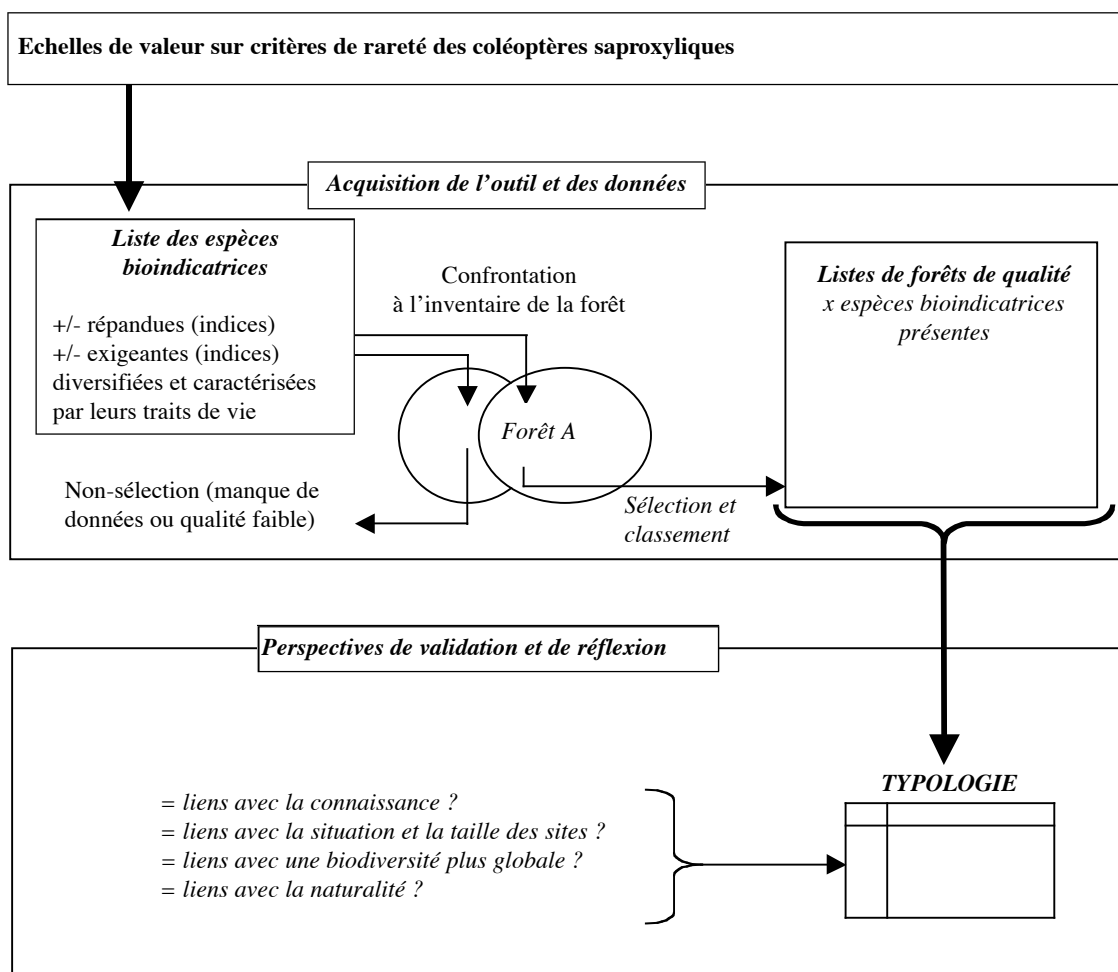 Echelles de valeur sur critères de rareté des coléoptères saproxyliques
Acquisition de l’outil et des données
Liste des espèces
bioindicatrices
+/- répandues (indices)
+/- exigeantes (indices)
diversifiées et caractérisées
par leurs traits de vie
Confrontation
à l’inventaire de la forêt
Forêt A
Non-sélection (manque de
données ou qualité faible)
Sélection et
classement
Listes de forêts de qualité
x espèces bioindicatrices
présentes
Perspectives de validation et de réflexion
= liens avec la connaissance ?
= liens avec la situation et la taille des sites ?
= liens avec une biodiversité plus globale ?
= liens avec la naturalité ?
TYPOLOGIE